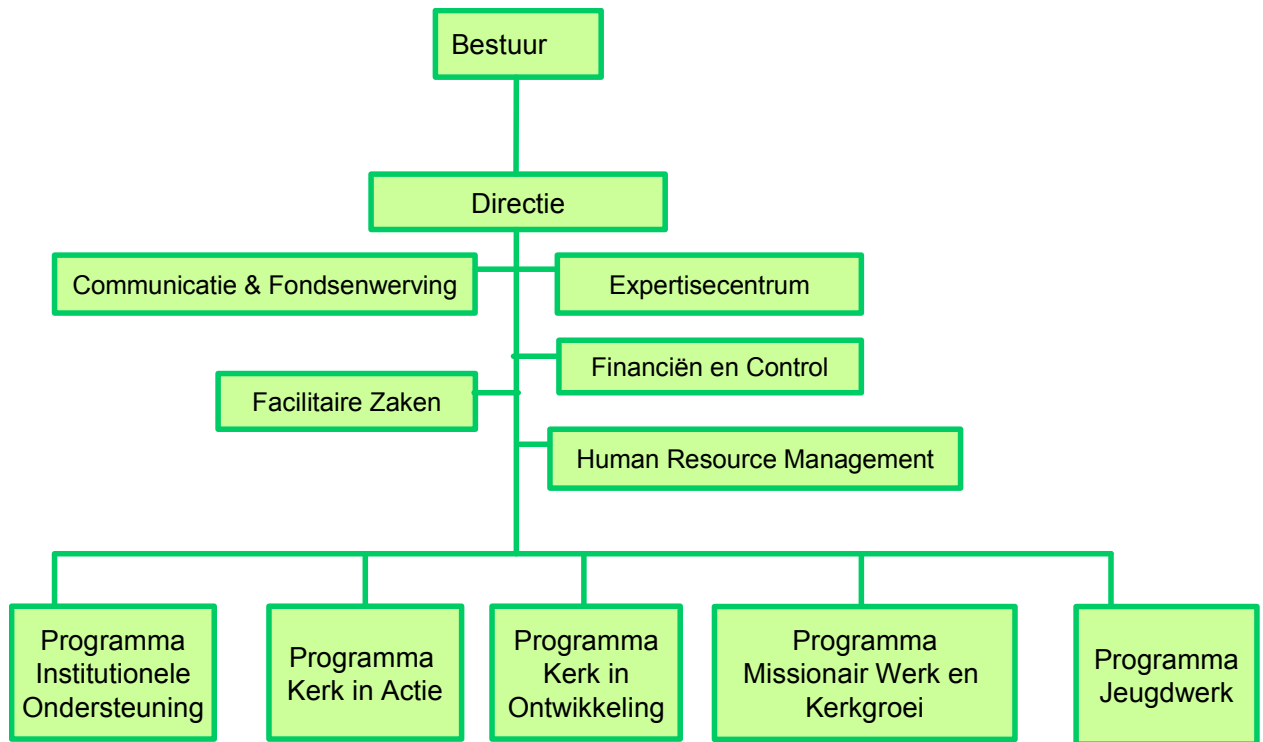 Bestuur
Directie
Communicatie & Fondsenwerving
Expertisecentrum
Financiën en Control
Facilitaire Zaken
Human Resource Management
Programma
Institutionele
Ondersteuning
Programma
Kerk in Actie
Programma
Kerk in
Ontwikkeling
Programma
Missionair Werk en
Kerkgroei
Programma
Jeugdwerk